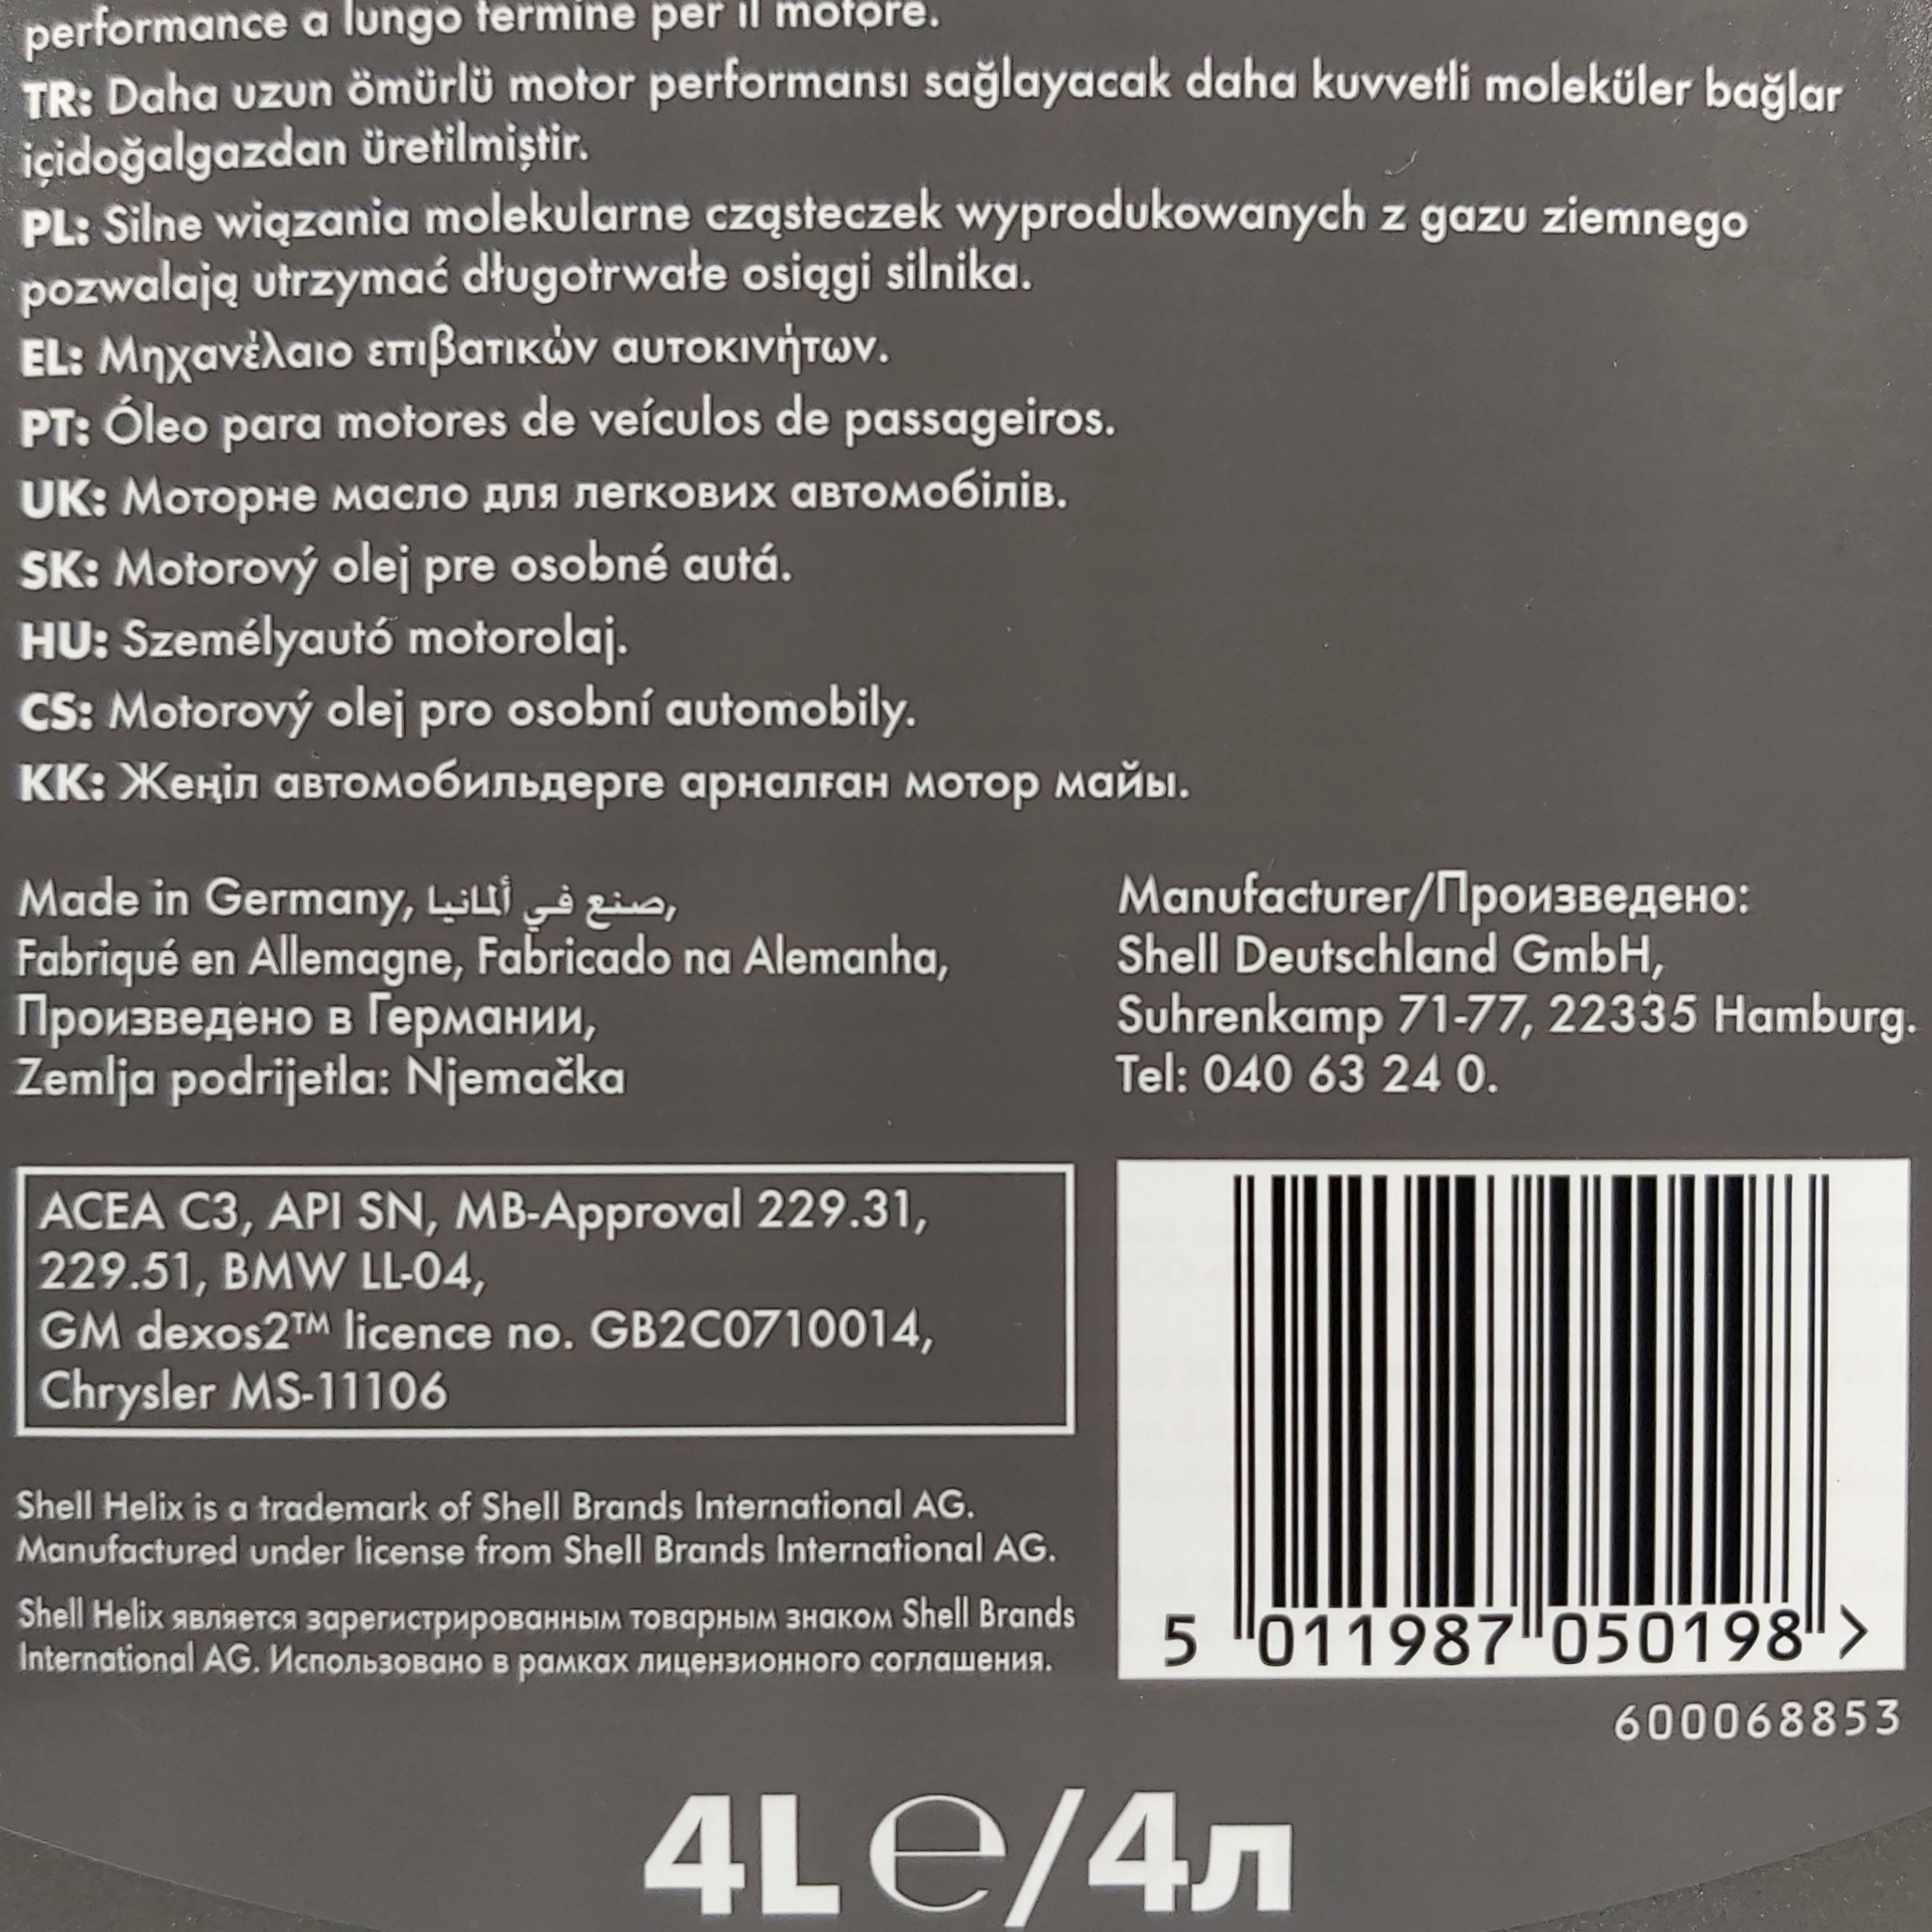 performance a lungo termine per il motore.
TR: Daha uzun ömürlü motor performansı sağlayacak daha kuvvetli moleküler bağlar
içidoğalgazdan üretilmiştir.
PL: Silne wiązania molekularne cząsteczek wyprodukowanych z gazu ziemnego
pozwalają utrzymać długotrwałe osiągi silnika.
EL: Μηχανέλαιο επιβατικών αυτοκινήτων.
PT: Óleo para motores de veículos de passageiros.
UK: Моторне масло для легкових автомобілів.
SK: Motorový olej pre osobné autá.
HU: Személyautó motorolaj.
CS: Motorový olej pro osobní automobily.
KK: Жеңіл автомобильдерге арналған мотор майы.
Made in Germany, صنع في ألمانيا,
Fabriqué en Allemagne, Fabricado na Alemanha,
Произведено в Германии,
Zemlja podrijetla: Njemačka
Manufacturer/Произведено:
Shell Deutschland GmbH,
Suhrenkamp 71-77, 22335 Hamburg.
Tel: 040 63 24 0.
ACEA C3, API SN, MB-Approval 229.31,
229.51, BMW LL-04,
GM dexos2™ licence no. GB2C0710014,
Chrysler MS-11106
Shell Helix is a trademark of Shell Brands International AG.
Manufactured under license from Shell Brands International AG.
Shell Helix является зарегистрированным товарным знаком Shell Brands
International AG. Использовано в рамках лицензионного соглашения.
5 011987 050198 >
600068853
4L e/4л